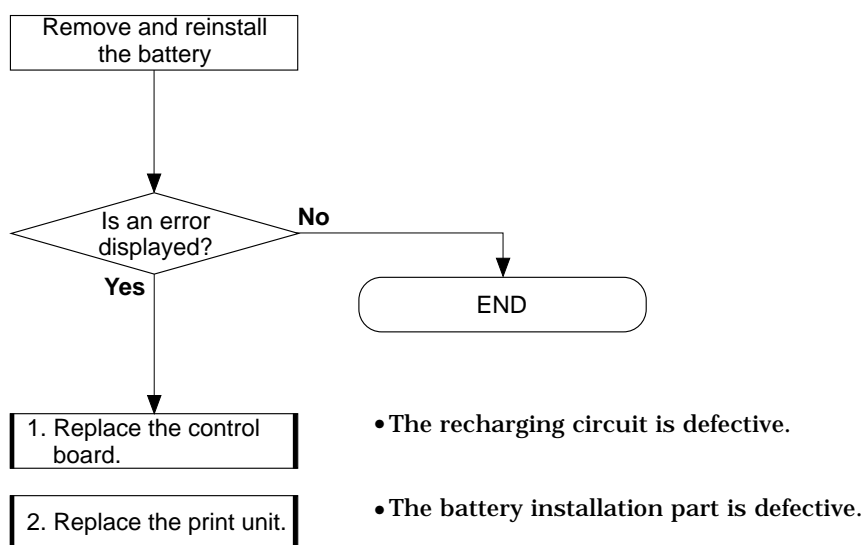 Remove and reinstall
the battery
Is an error
displayed?
No
Yes
END
1. Replace the control
board.
• The recharging circuit is defective.
2. Replace the print unit.
• The battery installation part is defective.